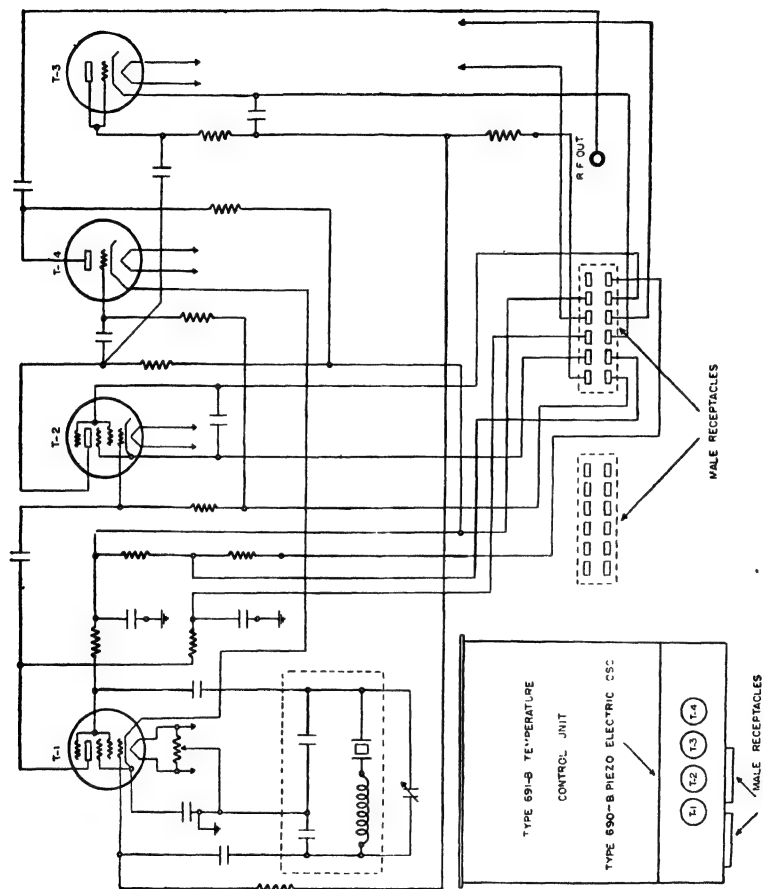 T-3
T-4
T-2
T-1
R F OUT
MALE RECEPTACLES
TYPE 691-B TEMPERATURE
CONTROL UNIT
TYPE 690-B PIEZO ELECTRIC OSC
T-1
T-2
T-3
T-4
MALE RECEPTACLES